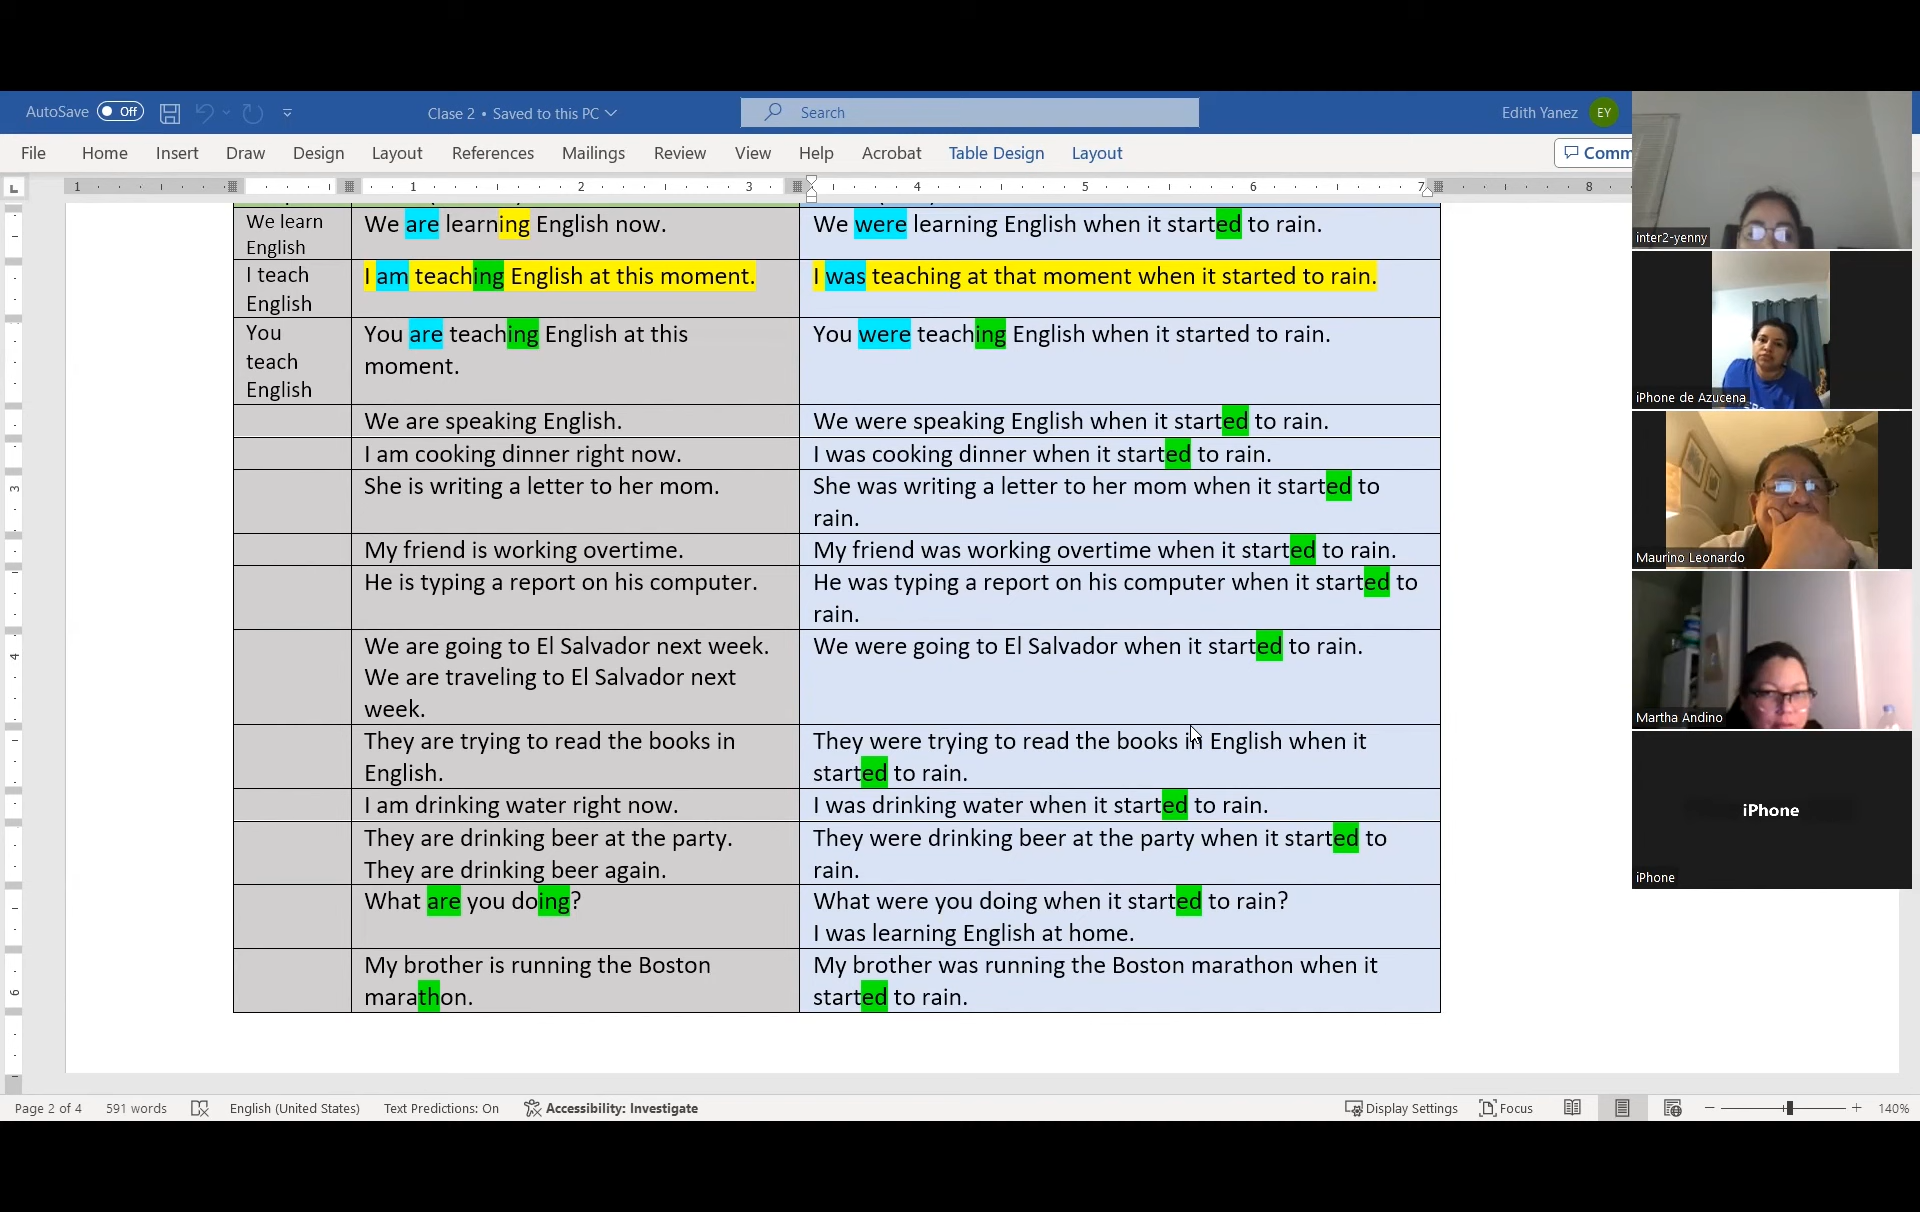 AutoSave Off
Clase 2 • Saved to this PC
Search
Edith Yanez EY
File Home Insert Draw Design Layout References Mailings Review View Help Acrobat Table Design Layout
Comm
1 1 2 3 4 5 6 7 8
We learn
English
We are learning English now.
We were learning English when it started to rain.
I teach
English
I am teaching English at this moment.
I was teaching at that moment when it started to rain.
You
teach
English
You are teaching English at this
moment.
You were teaching English when it started to rain.
We are speaking English.
We were speaking English when it started to rain.
I am cooking dinner right now.
I was cooking dinner when it started to rain.
She is writing a letter to her mom.
She was writing a letter to her mom when it started to
rain.
My friend is working overtime.
My friend was working overtime when it started to rain.
He is typing a report on his computer.
He was typing a report on his computer when it started to
rain.
We are going to El Salvador next week.
We are traveling to El Salvador next
week.
We were going to El Salvador when it started to rain.
They are trying to read the books in
English.
They were trying to read the books in English when it
started to rain.
I am drinking water right now.
I was drinking water when it started to rain.
They are drinking beer at the party.
They are drinking beer again.
They were drinking beer at the party when it started to
rain.
What are you doing?
What were you doing when it started to rain?
I was learning English at home.
My brother is running the Boston
marathon.
My brother was running the Boston marathon when it
started to rain.
3
4
6
inter2-yenny
iPhone de Azucena
Maurino Leonardo
Martha Andino
iPhone
iPhone
Page 2 of 4 591 words English (United States) Text Predictions: On Accessibility: Investigate Display Settings Focus 140%